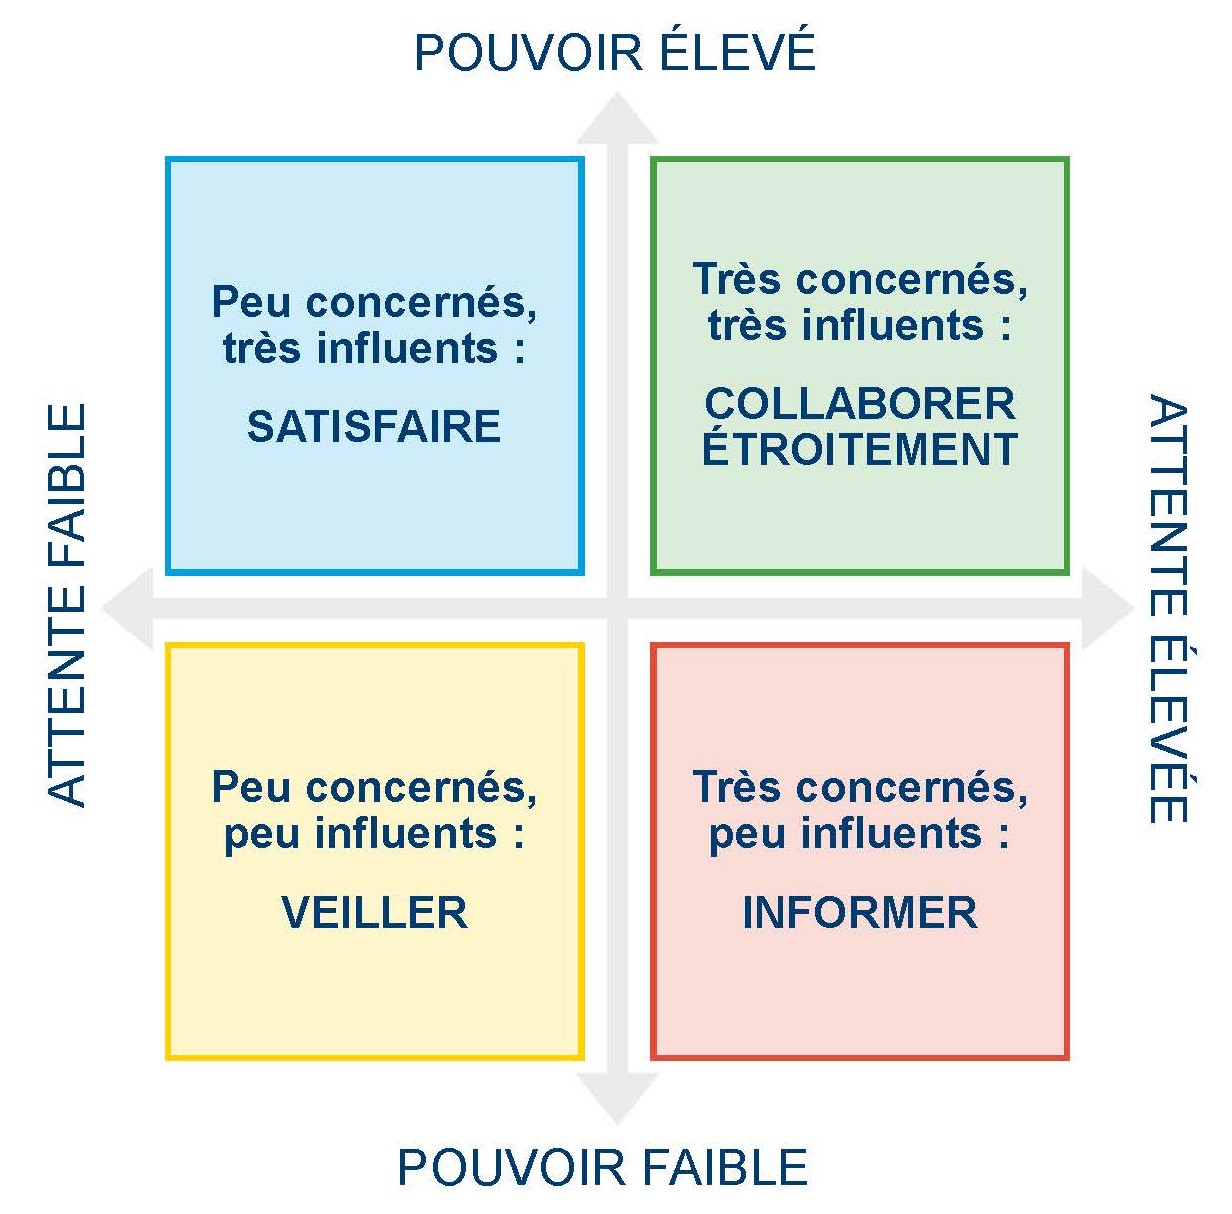 POUVOIR ÉLEVÉ
Peu concernés,
très influents :
SATISFAIRE
Très concernés,
très influents :
COLLABORER
ÉTROITEMENT
ATTENTE FAIBLE
ATTENTE ÉLEVÉE
Peu concernés,
peu influents :
VEILLER
Très concernés,
peu influents :
INFORMER
POUVOIR FAIBLE